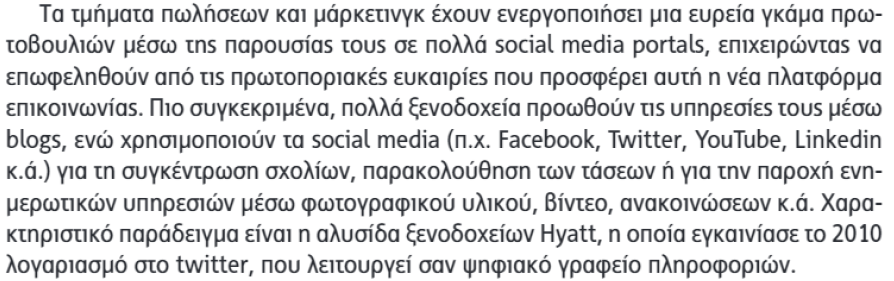 Τα τμήματα πωλήσεων και μάρκετινγκ έχουν ενεργοποιήσει μια ευρεία γκάμα πρω-
τοβουλιών μέσω της παρουσίας τους σε πολλά social media portals, επιχειρώντας να
επωφεληθούν από τις πρωτοποριακές ευκαιρίες που προσφέρει αυτή η νέα πλατφόρμα
επικοινωνίας. Πιο συγκεκριμένα, πολλά ξενοδοχεία προωθούν τις υπηρεσίες τους μέσω
blogs, ενώ χρησιμοποιούν τα social media (π.χ. Facebook, Twitter, YouTube, Linkedin
κ.ά.) για τη συγκέντρωση σχολίων, παρακολούθηση των τάσεων ή για την παροχή ενη-
μερωτικών υπηρεσιών μέσω φωτογραφικού υλικού, βίντεο, ανακοινώσεων κ.ά. Χαρα-
κτηριστικό παράδειγμα είναι η αλυσίδα ξενοδοχείων Hyatt, η οποία εγκαινίασε το 2010
λογαριασμό στο twitter, που λειτουργεί σαν ψηφιακό γραφείο πληροφοριών.